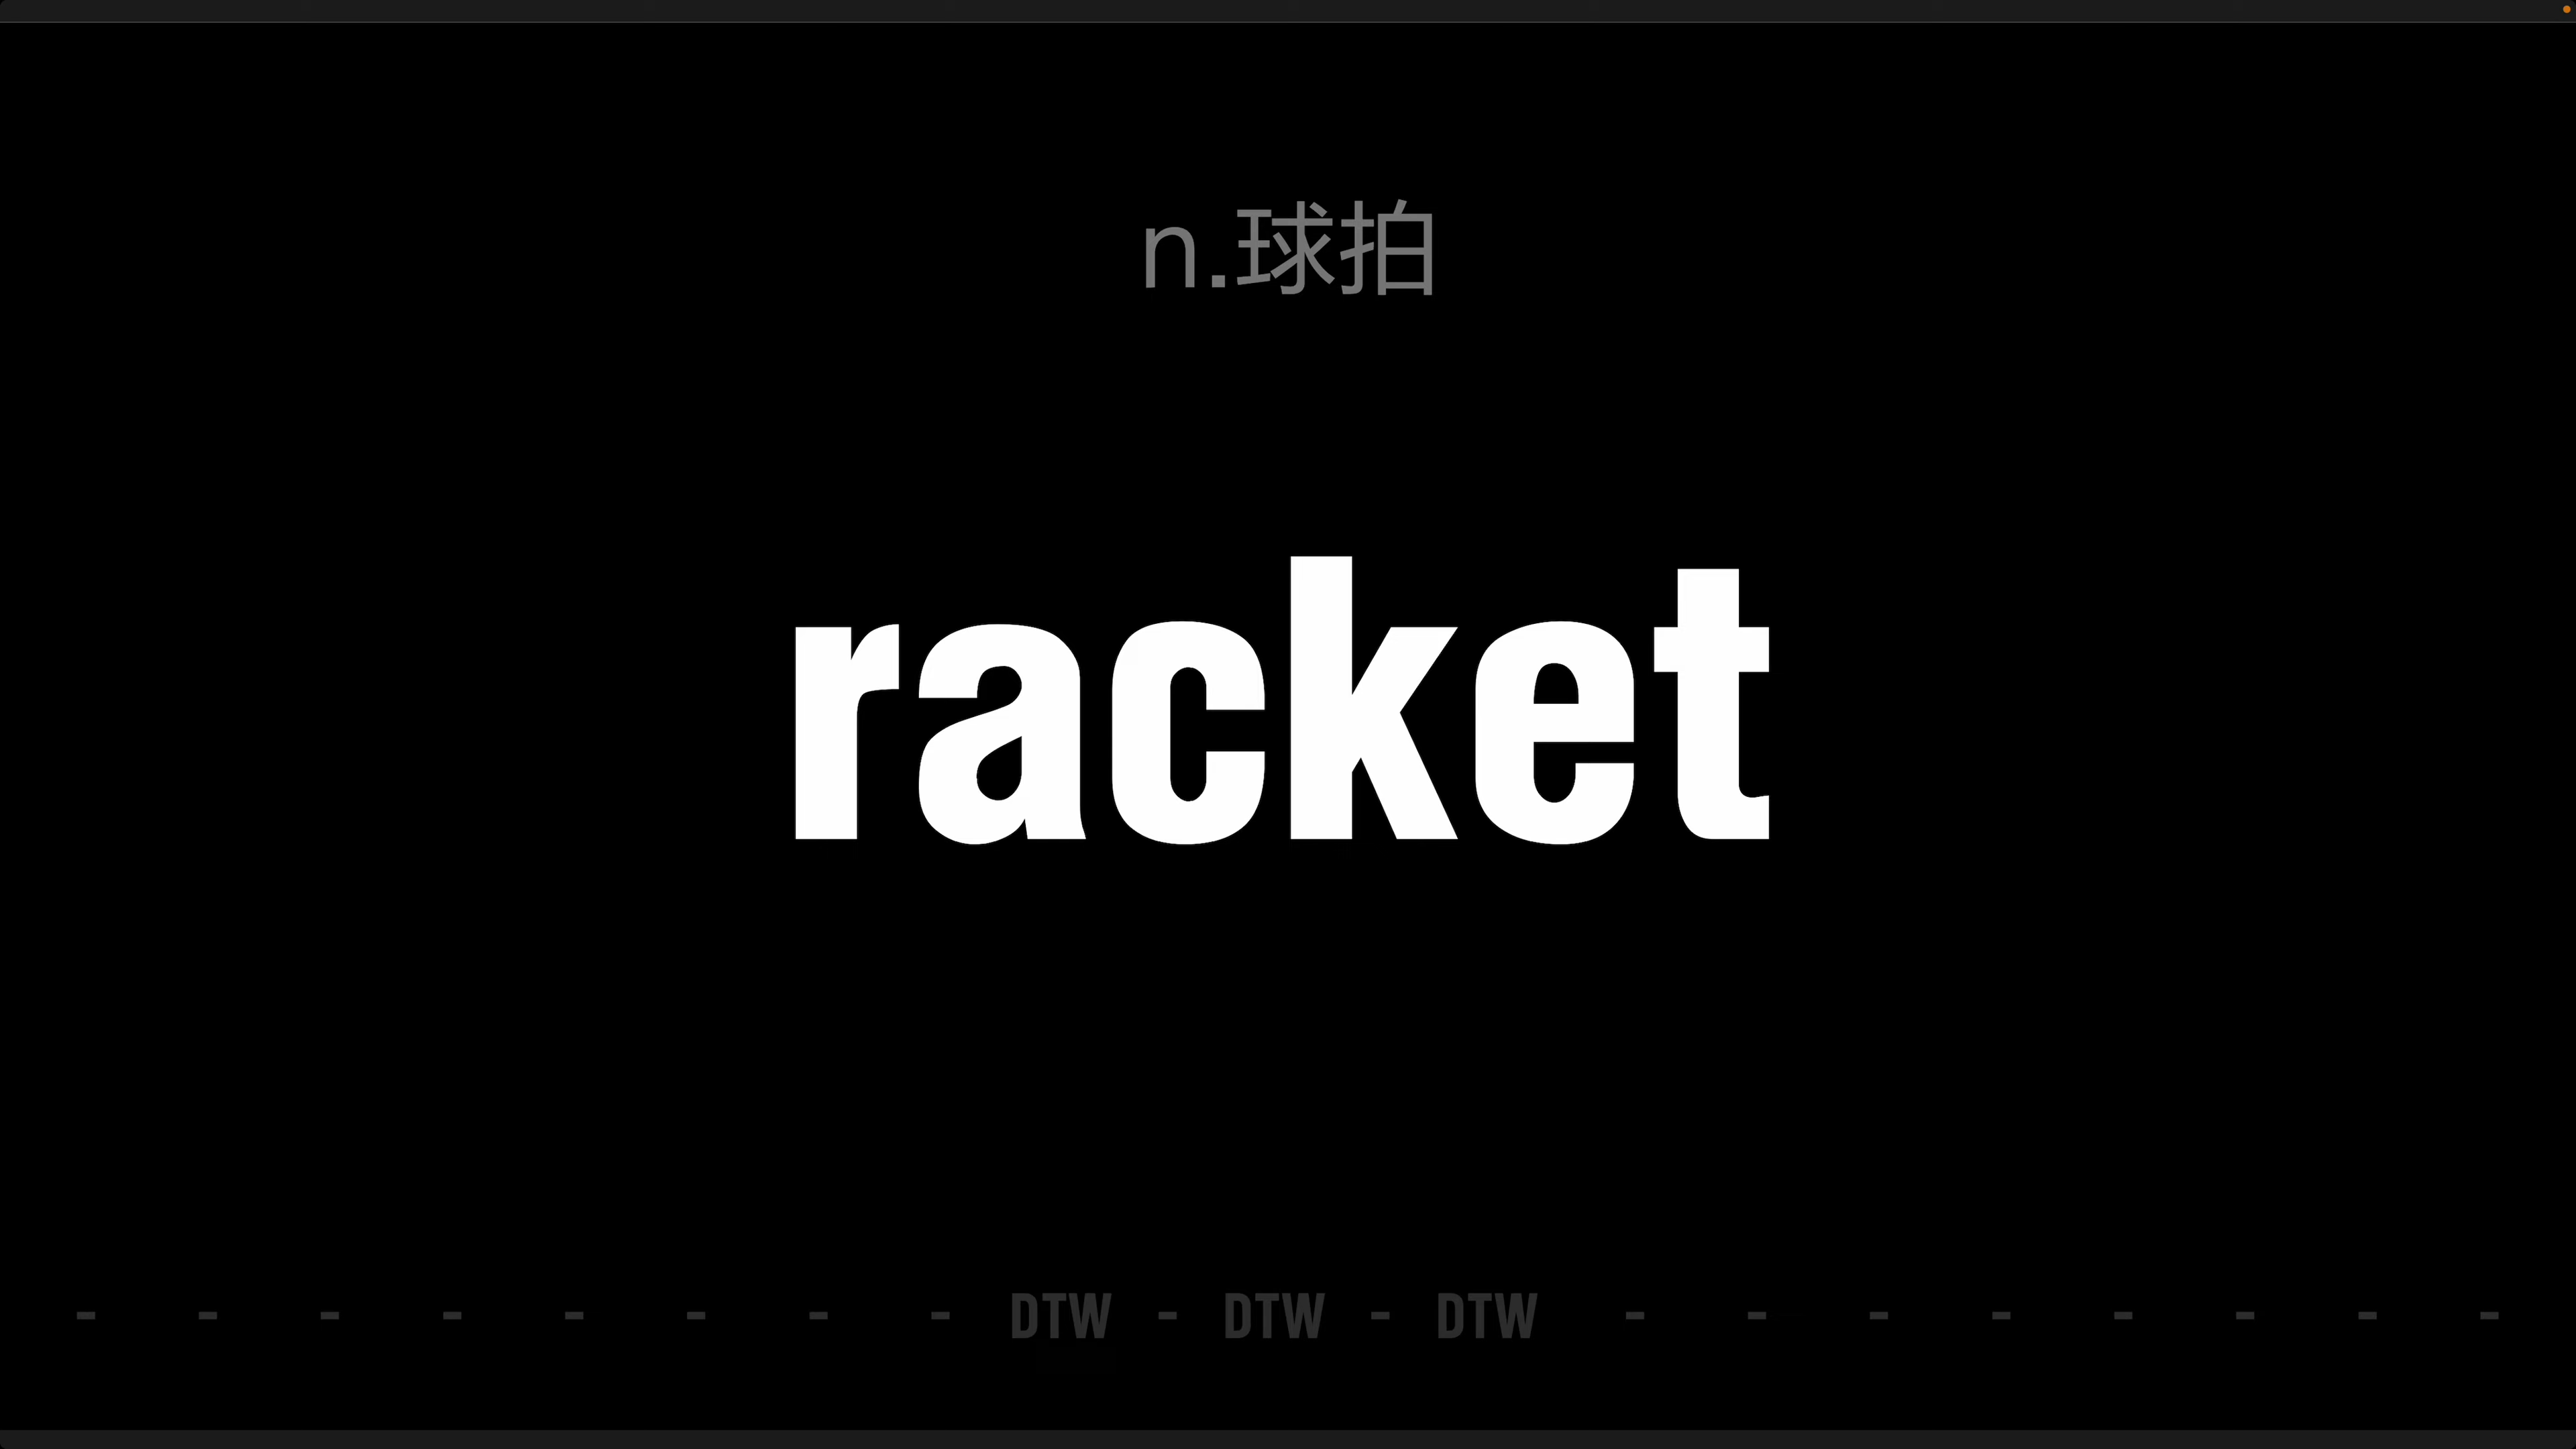 n.球拍
racket
- - - - - - - - DTW - DTW - DTW - - - - - - - -